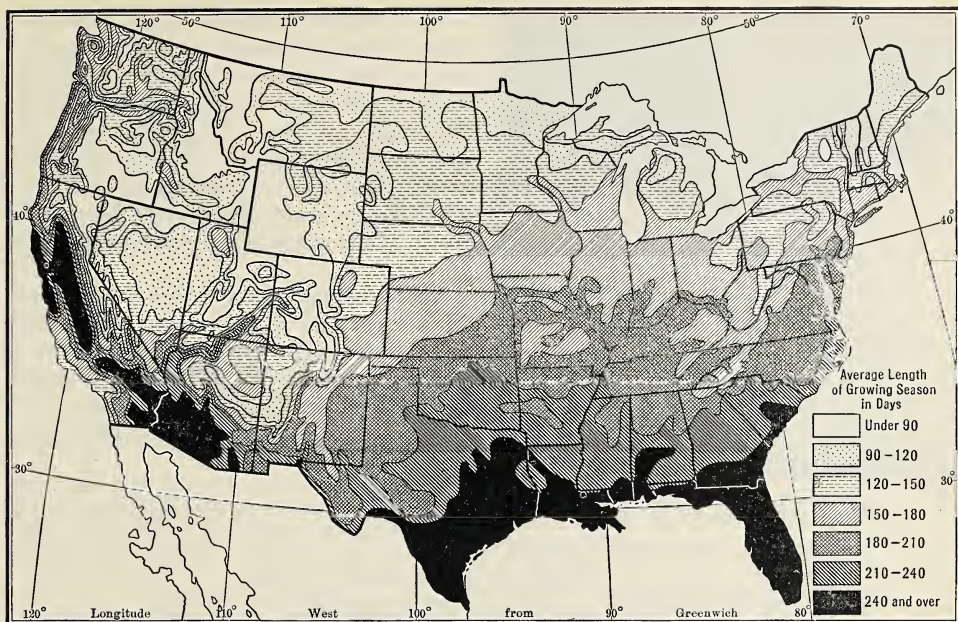 120° 50° 110° 100° 90° 80° 50° 70°
40°
40°
Average Length
of Growing Season
in Days
Under 90
90-120
120-150
150-180
180-210
210-240
240 and over
30°
30°
120° Longitude 110° West 100° from 90° Greenwich 80°